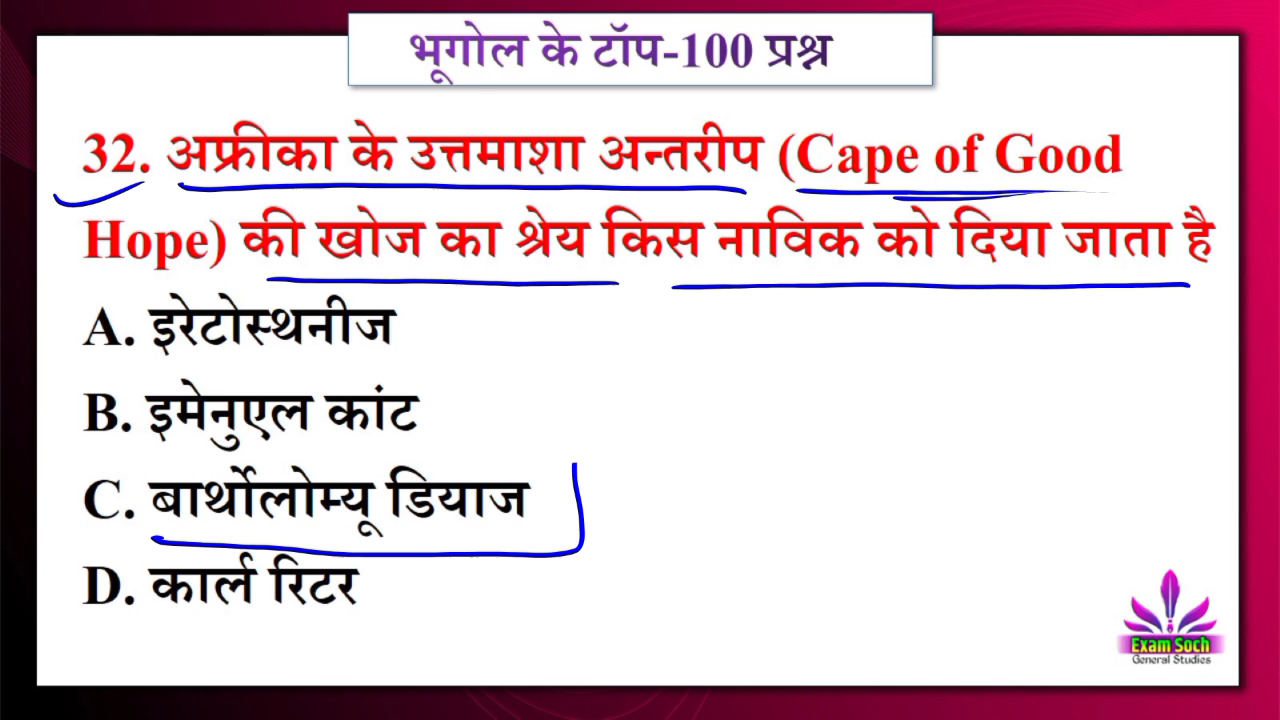 भूगोल के टॉप-100 प्रश्न
32. अफ्रीका के उत्तमाशा अन्तरीप (Cape of Good
Hope) की खोज का श्रेय किस नाविक को दिया जाता है
A. इरेटोस्थनीज
B. इमेनुएल कांट
C. बार्थोलोम्यू डियाज
D. कार्ल रिटर
Exam Soch
General Studies